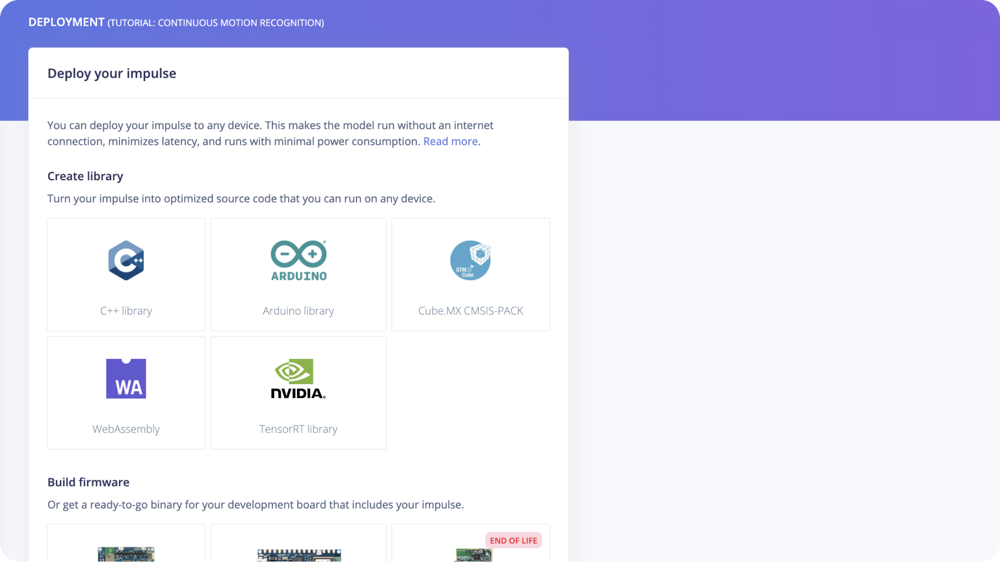 DEPLOYMENT (TUTORIAL: CONTINUOUS MOTION RECOGNITION)
Deploy your impulse
You can deploy your impulse to any device. This makes the model run without an internet
connection, minimizes latency, and runs with minimal power consumption. Read more.
Create library
Turn your impulse into optimized source code that you can run on any device.
C++
ARDUINO
STM32
Cube
C++ library
Arduino library
Cube.MX CMSIS-PACK
WA
NVIDIA®
WebAssembly
TensorRT library
Build firmware
Or get a ready-to-go binary for your development board that includes your impulse.
END OF LIFE